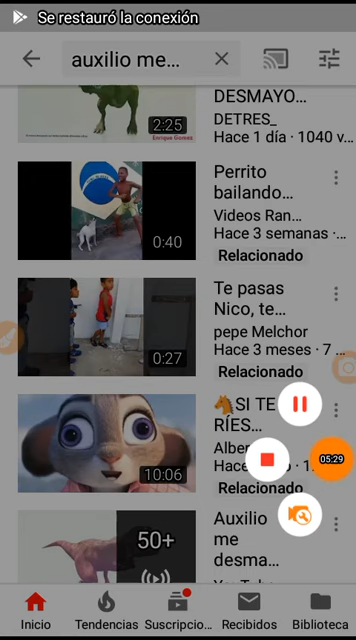 Se restauró la conexión
auxilio me...
DESMAYO...
DETRES_
Hace 1 día · 1040 v...
2:25
Enrique Gomez
Perrito
bailando...
Videos Ran...
Hace 3 semanas ·...
Relacionado
0:40
Te pasas
Nico, te...
pepe Melchor
Hace 3 meses · 7 ...
Relacionado
0:27
🐴SI TE
RÍES...
Alber
Hace
Relacionado
10:06
05:29
Auxilio
me
desma...
50+
Inicio
Tendencias
Suscripcio...
Recibidos
Biblioteca